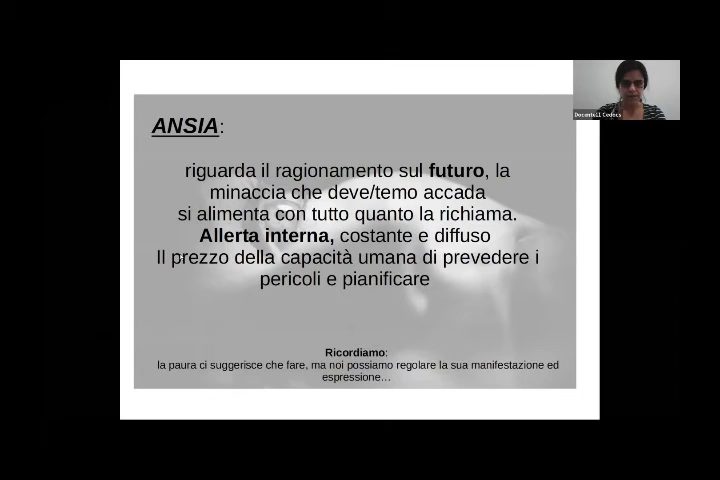 ANSIA:
riguarda il ragionamento sul futuro, la
minaccia che deve/temo accada
si alimenta con tutto quanto la richiama.
Allerta interna, costante e diffuso
Il prezzo della capacità umana di prevedere i
pericoli e pianificare
Ricordiamo:
la paura ci suggerisce che fare, ma noi possiamo regolare la sua manifestazione ed
espressione…